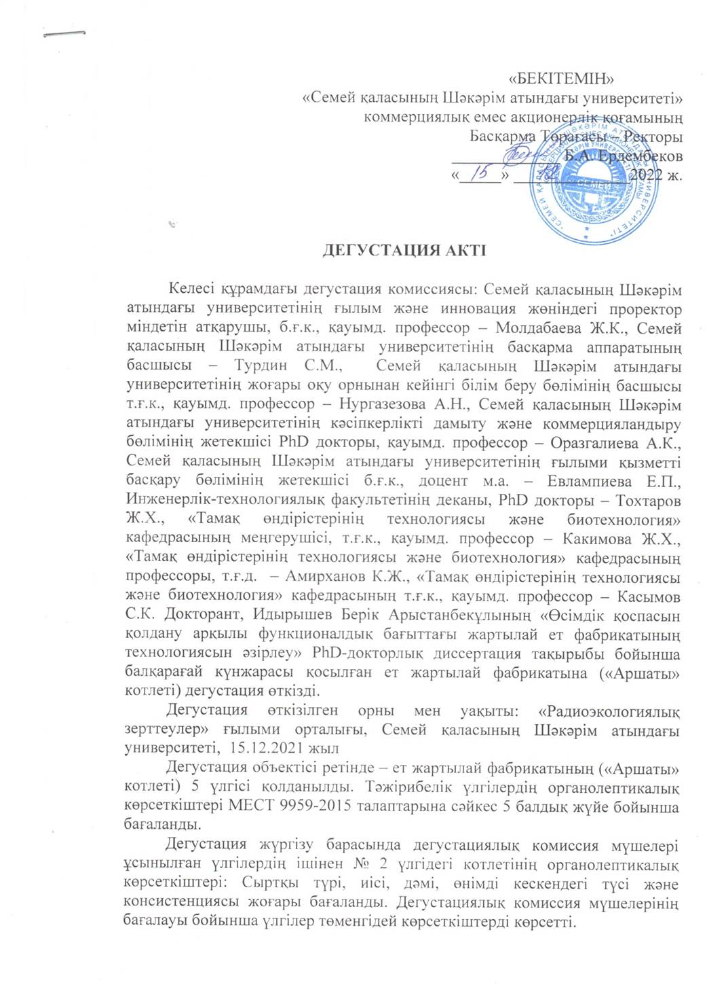 «БЕКІТЕМІН»
«Семей қаласының Шәкәрім атындағы университеті»
коммерциялық емес акционерлік қоғамының
Басқарма Төрағасы – Ректоры
_____________ Б.А. Ердембеков
«_15_» _12_ 2022 ж.
ДЕГУСТАЦИЯ АКТІ
Келесі құрамдағы дегустация комиссиясы: Семей қаласының Шәкәрім
атындағы университетінің ғылым және инновация жөніндегі проректор
міндетін атқарушы, б.ғ.к., қауымд. профессор – Молдабаева Ж.К., Семей
қаласының Шәкәрім атындағы университетінің басқарма аппаратының
басшысы – Турдин С.М., Семей қаласының Шәкәрім атындағы
университетінің жоғары оқу орнынан кейінгі білім беру бөлімінің басшысы
т.ғ.к., қауымд. профессор – Нургазезова А.Н., Семей қаласының Шәкәрім
атындағы университетінің кәсіпкерлікті дамыту және коммерцияландыру
бөлімінің жетекшісі PhD докторы, қауымд. профессор – Оразгалиева А.К.,
Семей қаласының Шәкәрім атындағы университетінің ғылыми қызметті
басқару бөлімінің жетекшісі б.ғ.к., доцент м.а. – Евлампиева Е.П.,
Инженерлік-технологиялық факультетінің деканы, PhD докторы – Тохтаров
Ж.Х., «Тамақ өндірістерінің технологиясы және биотехнология»
кафедрасының меңгерушісі, т.ғ.к., қауымд. профессор – Какимова Ж.Х.,
«Тамақ өндірістерінің технологиясы және биотехнология» кафедрасының
профессоры, т.ғ.д. – Амирханов К.Ж., «Тамақ өндірістерінің технологиясы
және биотехнология» кафедрасының т.ғ.к., қауымд. профессор – Касымов
С.К. Докторант, Идырышев Берік Арыстанбекұлының «Өсімдік қоспасын
қолдану арқылы функционалдық бағыттағы жартылай ет фабрикатының
технологиясын әзірлеу» PhD-докторлық диссертация тақырыбы бойынша
балқарағай күнжарасы қосылған ет жартылай фабрикатына («Аршаты»
котлеті) дегустация өткізді.
Дегустация өткізілген орны мен уақыты: «Радиоэкологиялық
зерттеулер» ғылыми орталығы, Семей қаласының Шәкәрім атындағы
университеті, 15.12.2021 жыл
Дегустация объектісі ретінде – ет жартылай фабрикатының («Аршаты»
котлеті) 5 үлгісі қолданылды. Тәжірибелік үлгілердің органолептикалық
көрсеткіштері МЕСТ 9959-2015 талаптарына сәйкес 5 балдық жүйе бойынша
бағаланды.
Дегустация жүргізу барасында дегустациялық комиссия мүшелері
ұсынылған үлгілердің ішінен № 2 үлгідегі котлетінің органолептикалық
көрсеткіштері: Сыртқы түрі, иісі, дәмі, өнімді кескендегі түсі және
консистенциясы жоғары бағаланды. Дегустациялық комиссия мүшелерінің
бағалауы бойынша үлгілер төменгідей көрсеткіштерді көрсетті.
СЕМЕЙ